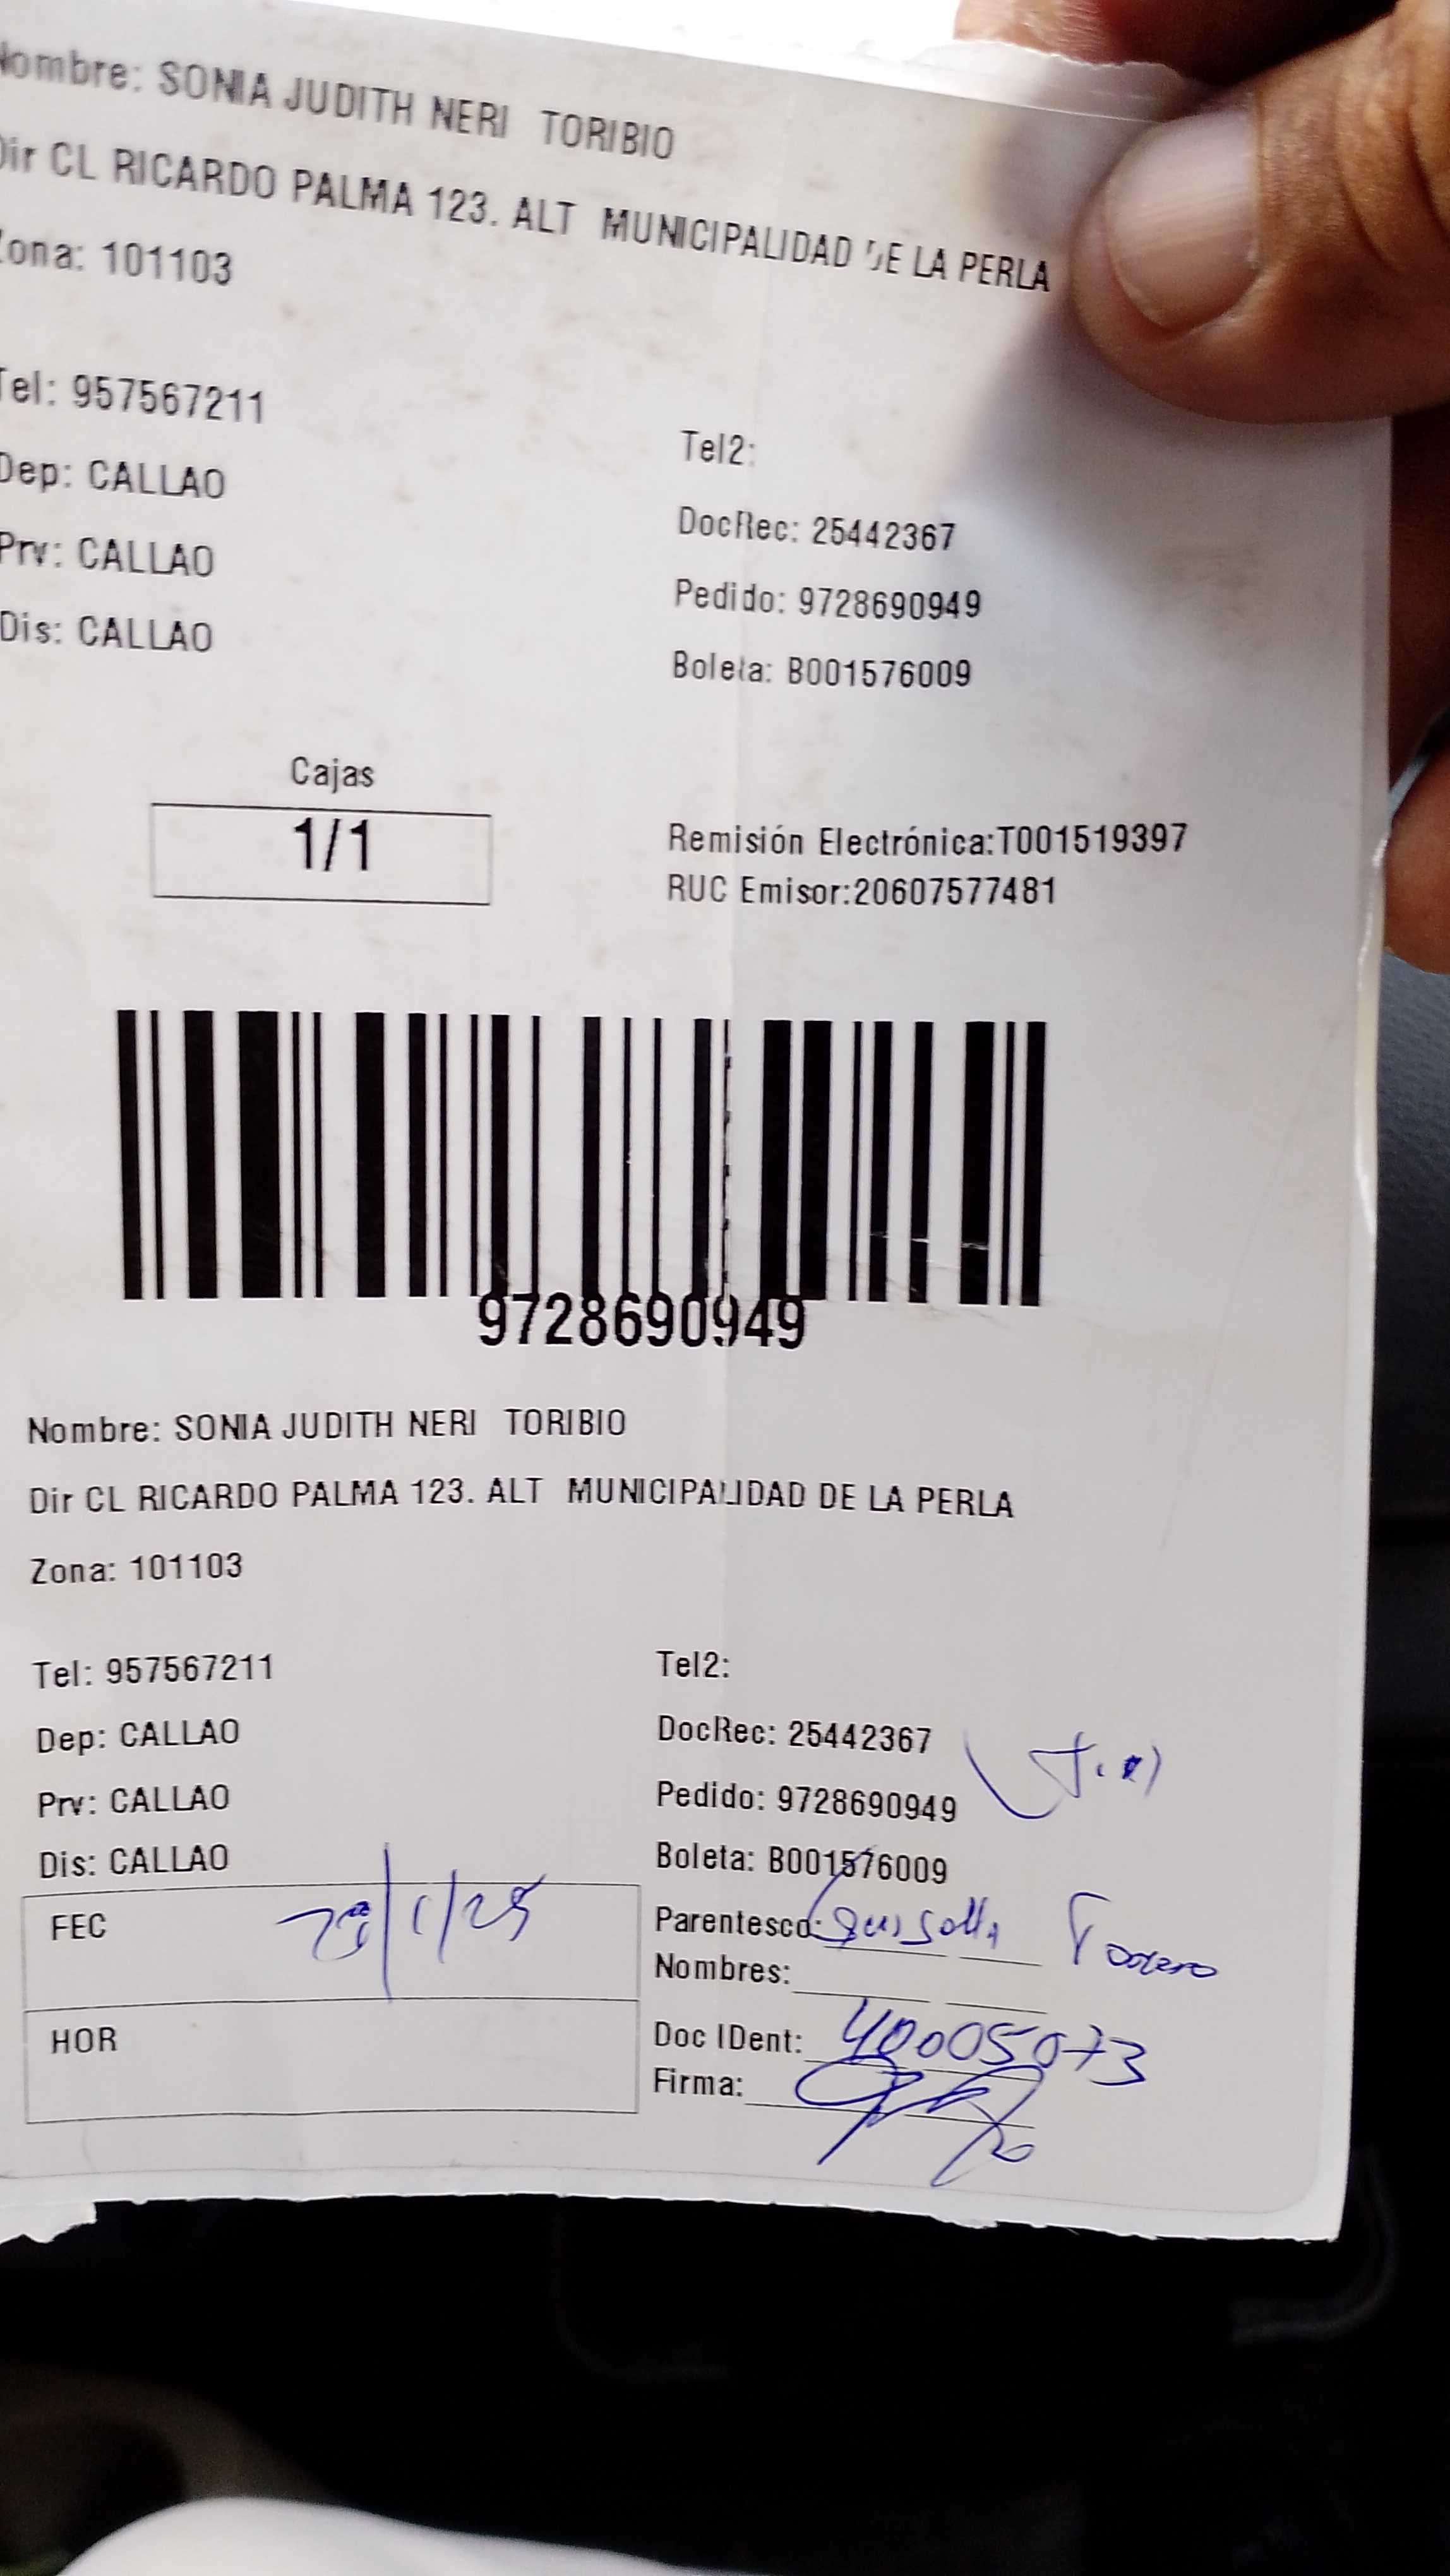 Nombre: SONIA JUDITH NERI TORIBIO
Dir CL RICARDO PALMA 123. ALT MUNICIPALIDAD DE LA PERLA
Zona: 101103
Tel: 957567211
Tel2:
Dep: CALLAO
DocRec: 25442367
Prv: CALLAO
Pedido: 9728690949
Dis: CALLAO
Boleta: B001576009
Cajas
1/1
Remisión Electrónica:T001519397
RUC Emisor:20607577481
9728690949
Nombre: SONIA JUDITH NERI TORIBIO
Dir CL RICARDO PALMA 123. ALT MUNICIPALIDAD DE LA PERLA
Zona: 101103
Tel: 957567211
Tel2:
Dep: CALLAO
DocRec: 25442367
Prv: CALLAO
Pedido: 9728690949
Dis: CALLAO
Boleta: B001576009
FEC
Parentesco:
Nombres:
HOR
Doc IDent: 40005073
Firma: